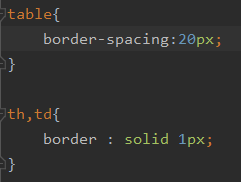 table{
border-spacing:20px;
}
th,td{
border : solid 1px;
}